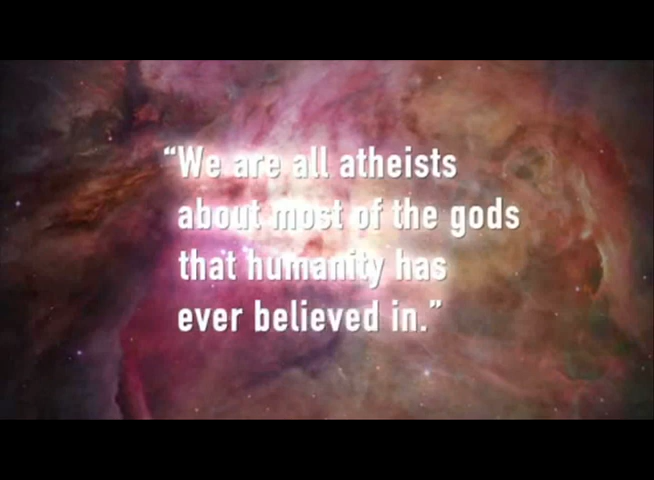 “We are all atheists
about most of the gods
that humanity has
ever believed in.”